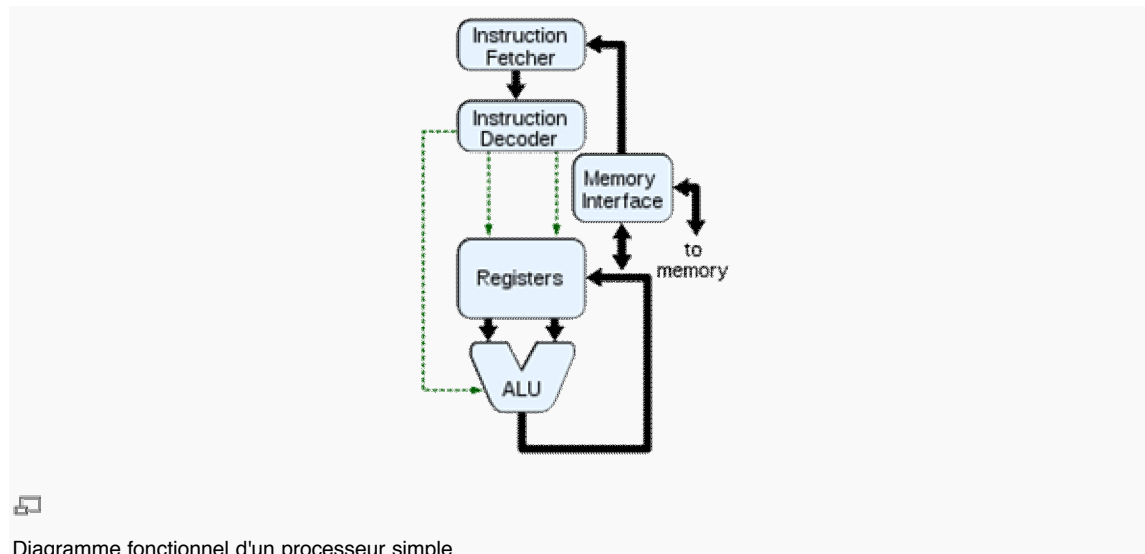 Instruction
Fetcher
Instruction
Decoder
Memory
Interface
to
memory
Registers
ALU
Diagramme fonctionnel d'un processeur simple